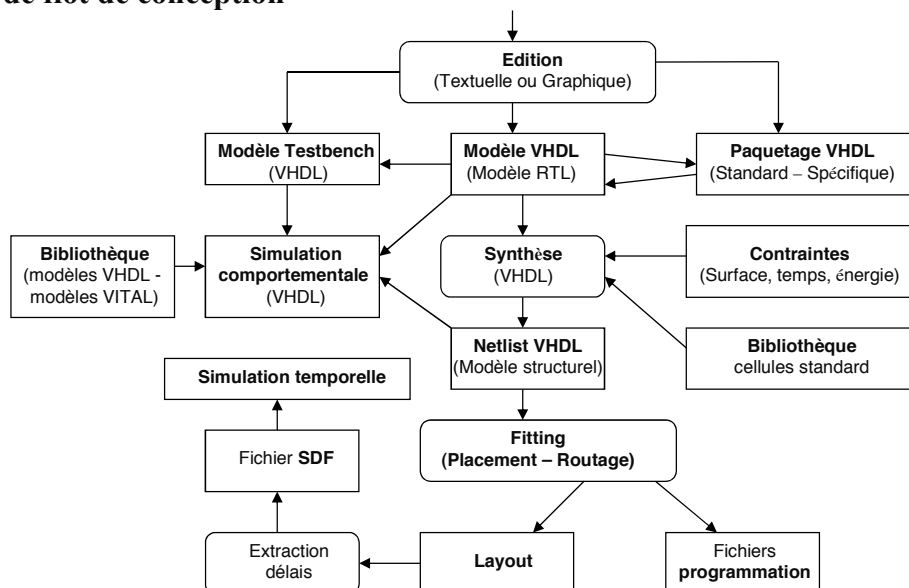 de flot de conception
Edition
(Textuelle ou Graphique)
Modèle Testbench
(VHDL)
Modèle VHDL
(Modèle RTL)
Paquetage VHDL
(Standard – Spécifique)
Bibliothèque
(modèles VHDL -
modèles VITAL)
Simulation
comportementale
(VHDL)
Synthèse
(VHDL)
Contraintes
(Surface, temps, énergie)
Netlist VHDL
(Modèle structurel)
Bibliothèque
cellules standard
Simulation temporelle
Fichier SDF
Fitting
(Placement – Routage)
Extraction
délais
Layout
Fichiers
programmation